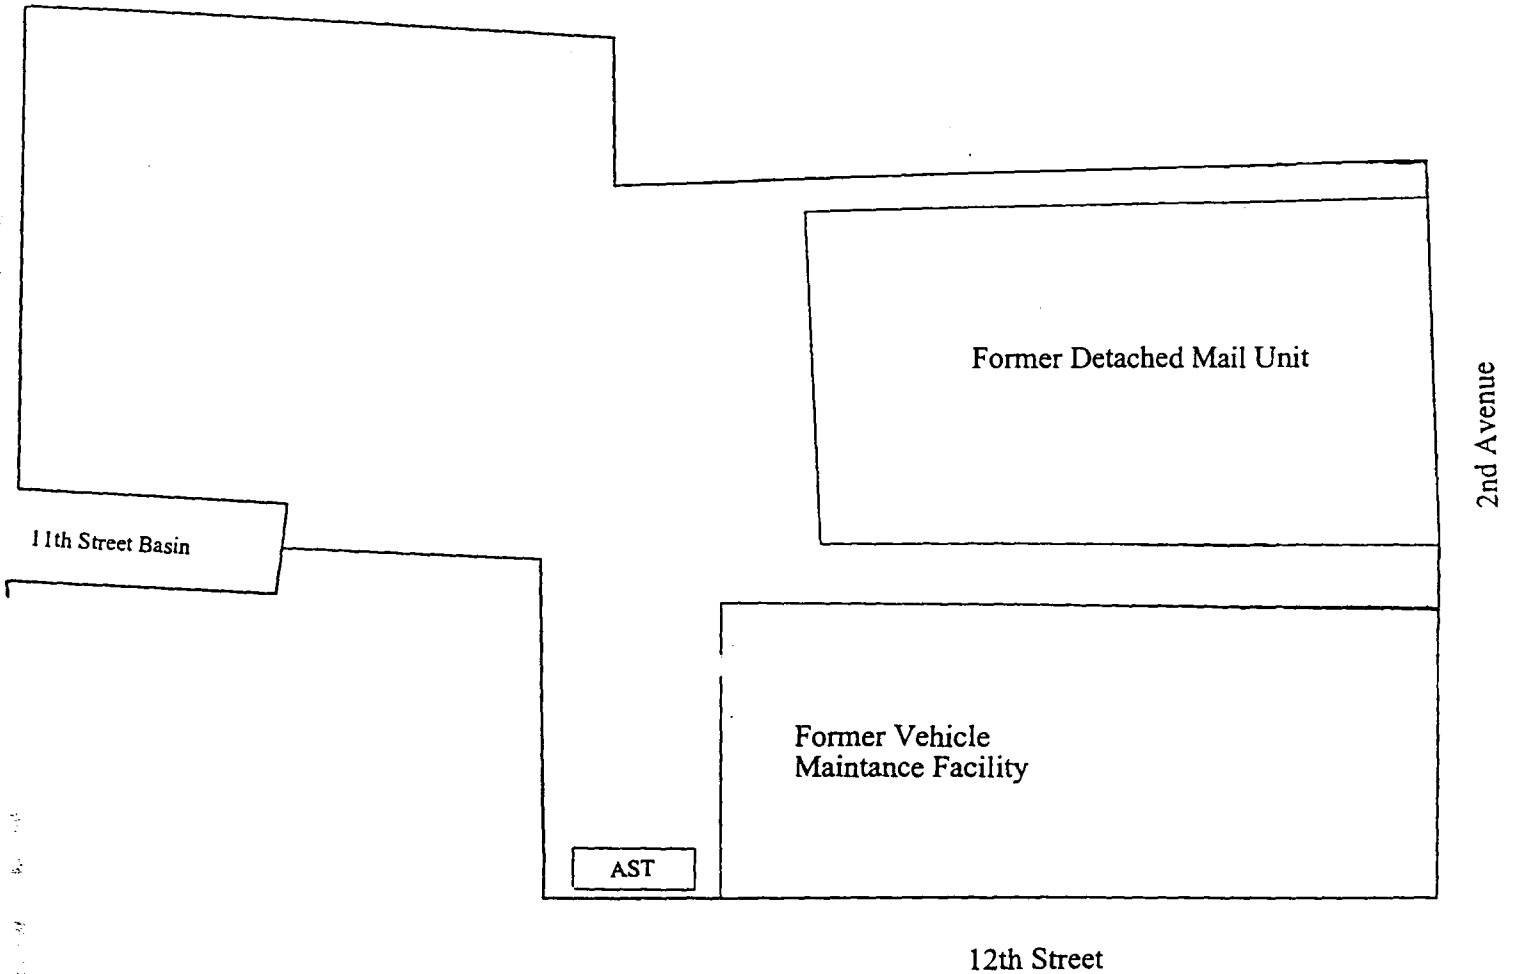 Former Detached Mail Unit
2nd Avenue
11th Street Basin
Former Vehicle
Maintance Facility
AST
12th Street